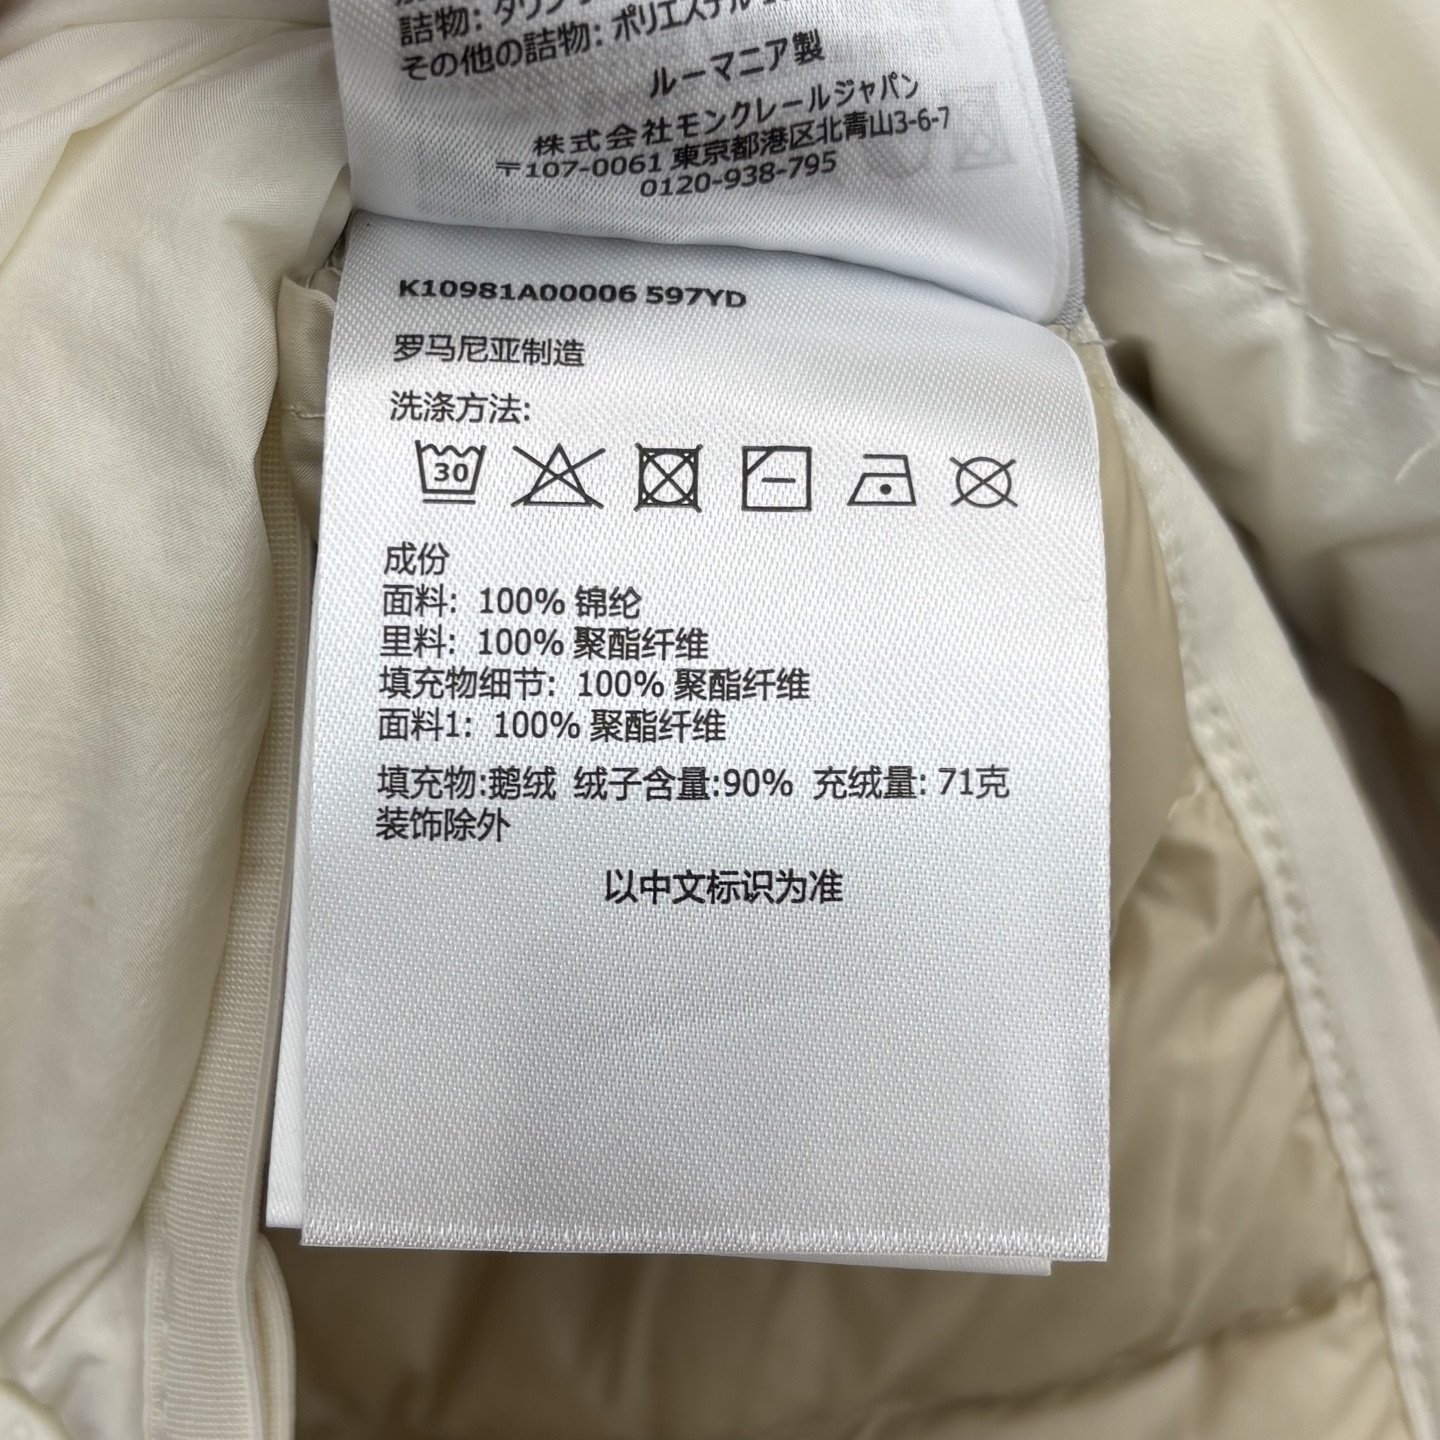 詰物: ダウン
その他の詰物: ポリエステル
ルーマニア製
株式会社モンクレールジャパン
〒107-0061 東京都港区北青山3-6-7
0120-938-795
K10981A00006 597YD
罗马尼亚制造
洗涤方法:
30
成份
面料: 100% 锦纶
里料: 100% 聚酯纤维
填充物细节: 100% 聚酯纤维
面料1: 100% 聚酯纤维
填充物:鹅绒 绒子含量:90% 充绒量: 71克
装饰除外
以中文标识为准